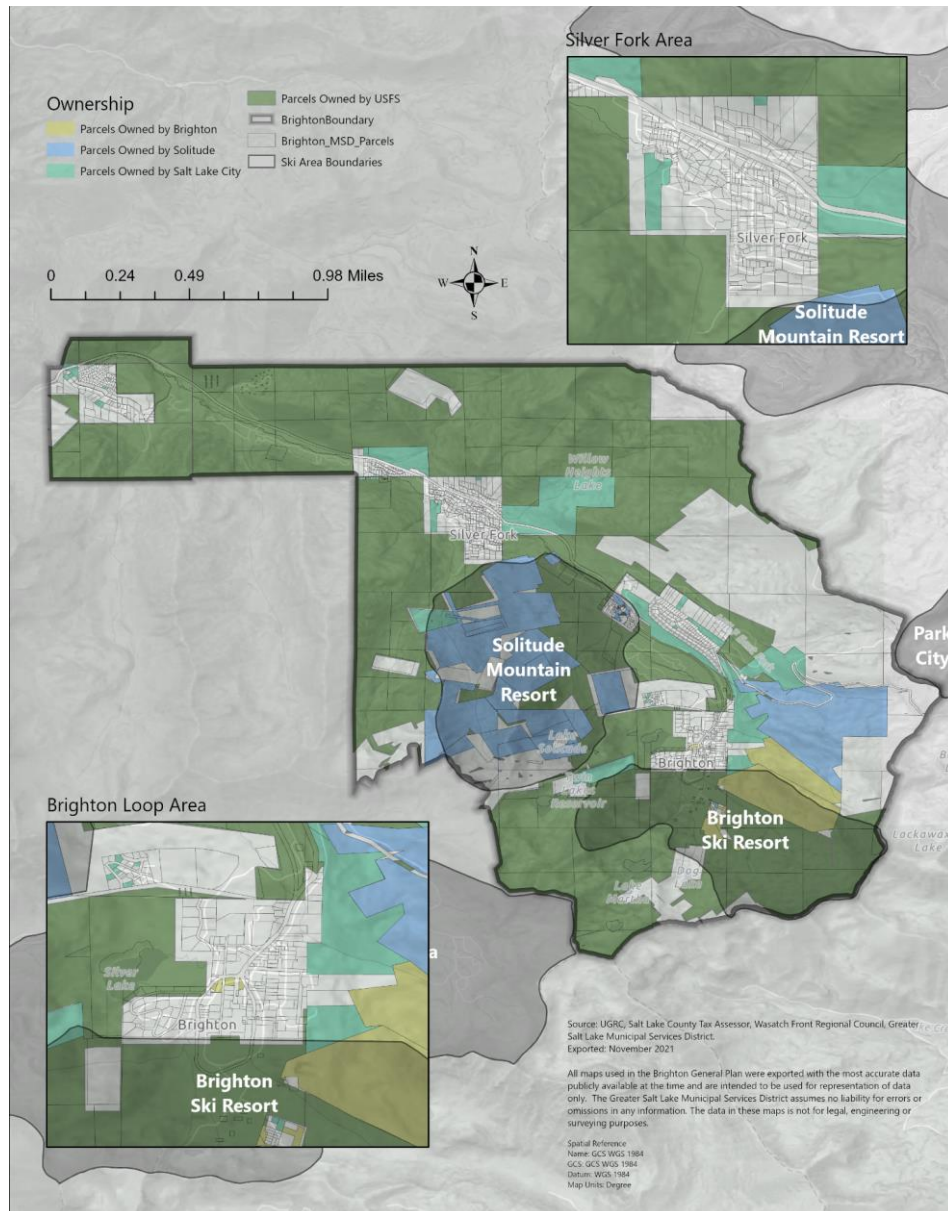 Silver Fork Area
Ownership
Parcels Owned by Brighton
Parcels Owned by Solitude
Parcels Owned by Salt Lake City
Parcels Owned by USFS
BrightonBoundary
Brighton_MSD_Parcels
Ski Area Boundaries
0 0.24 0.49 0.98 Miles
N
W E
S
Silver Fork
Solitude
Mountain Resort
Willow
Heights
Lake
Silver Fork
Solitude
Mountain
Resort
Park
City
Lake
Solitude
Brighton
Reservoir
Brighton
Ski Resort
Lackawax
Lake
Dog
Lake
Lake
Brighton Loop Area
Silver
Lake
Brighton
Brighton
Ski Resort
a
Source: UGRC, Salt Lake County Tax Assessor, Wasatch Front Regional Council, Greater
Salt Lake Municipal Services District.
Exported: November 2021
All maps used in the Brighton General Plan were exported with the most accurate data
publicly available at the time and are intended to be used for representation of data
only. The Greater Salt Lake Municipal Services District assumes no liability for errors or
omissions in any information. The data in these maps is not for legal, engineering or
surveying purposes.
Spatial Reference
Name: GCS WGS 1984
GCS: GCS WGS 1984
Datum: WGS 1984
Map Units: Degree